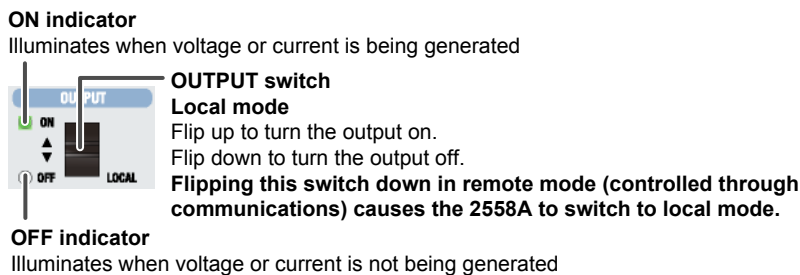 ON indicator
Illuminates when voltage or current is being generated
OUTPUT switch
OUTPUT
Local mode
ON
Flip up to turn the output on.
Flip down to turn the output off.
OFF
LOCAL
Flipping this switch down in remote mode (controlled through
communications) causes the 2558A to switch to local mode.
OFF indicator
Illuminates when voltage or current is not being generated